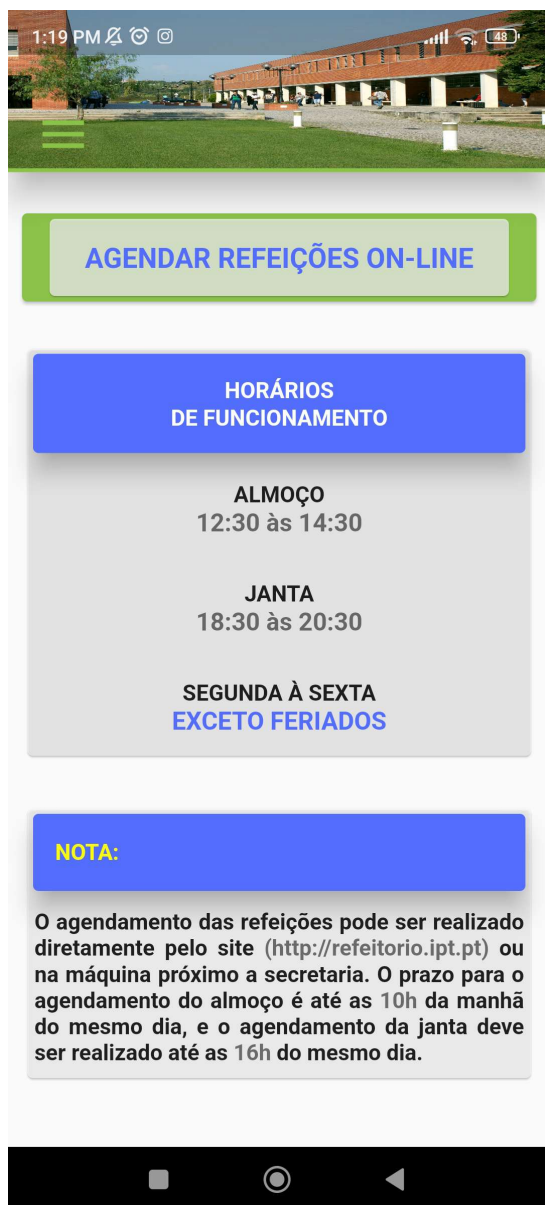 1:19 PM
48
AGENDAR REFEIÇÕES ON-LINE
HORÁRIOS
DE FUNCIONAMENTO
ALMOÇO
12:30 às 14:30
JANTA
18:30 às 20:30
SEGUNDA À SEXTA
EXCETO FERIADOS
NOTA:
O agendamento das refeições pode ser realizado
diretamente pelo site (http://refeitorio.ipt.pt) ou
na máquina próximo a secretaria. O prazo para o
agendamento do almoço é até as 10h da manhã
do mesmo dia, e o agendamento da janta deve
ser realizado até as 16h do mesmo dia.